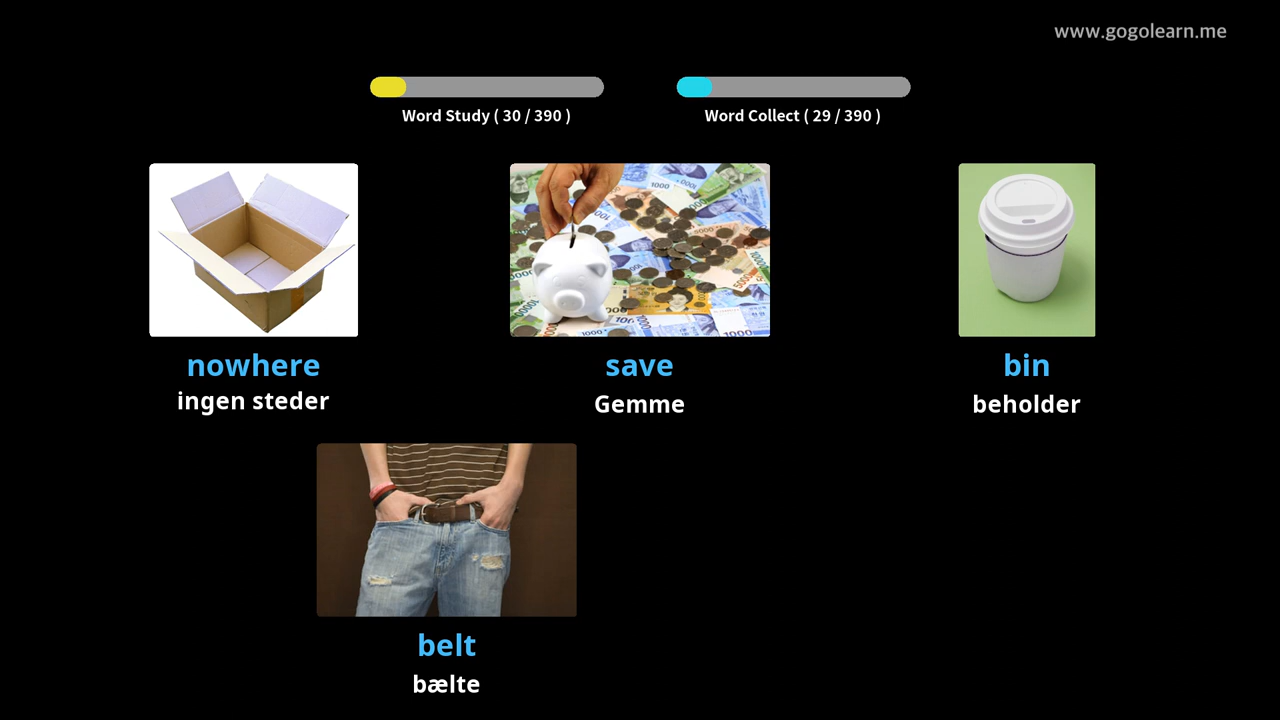 www.gogolearn.me
Word Study ( 30 / 390 )
Word Collect ( 29 / 390 )
nowhere
ingen steder
save
Gemme
bin
beholder
belt
bælte